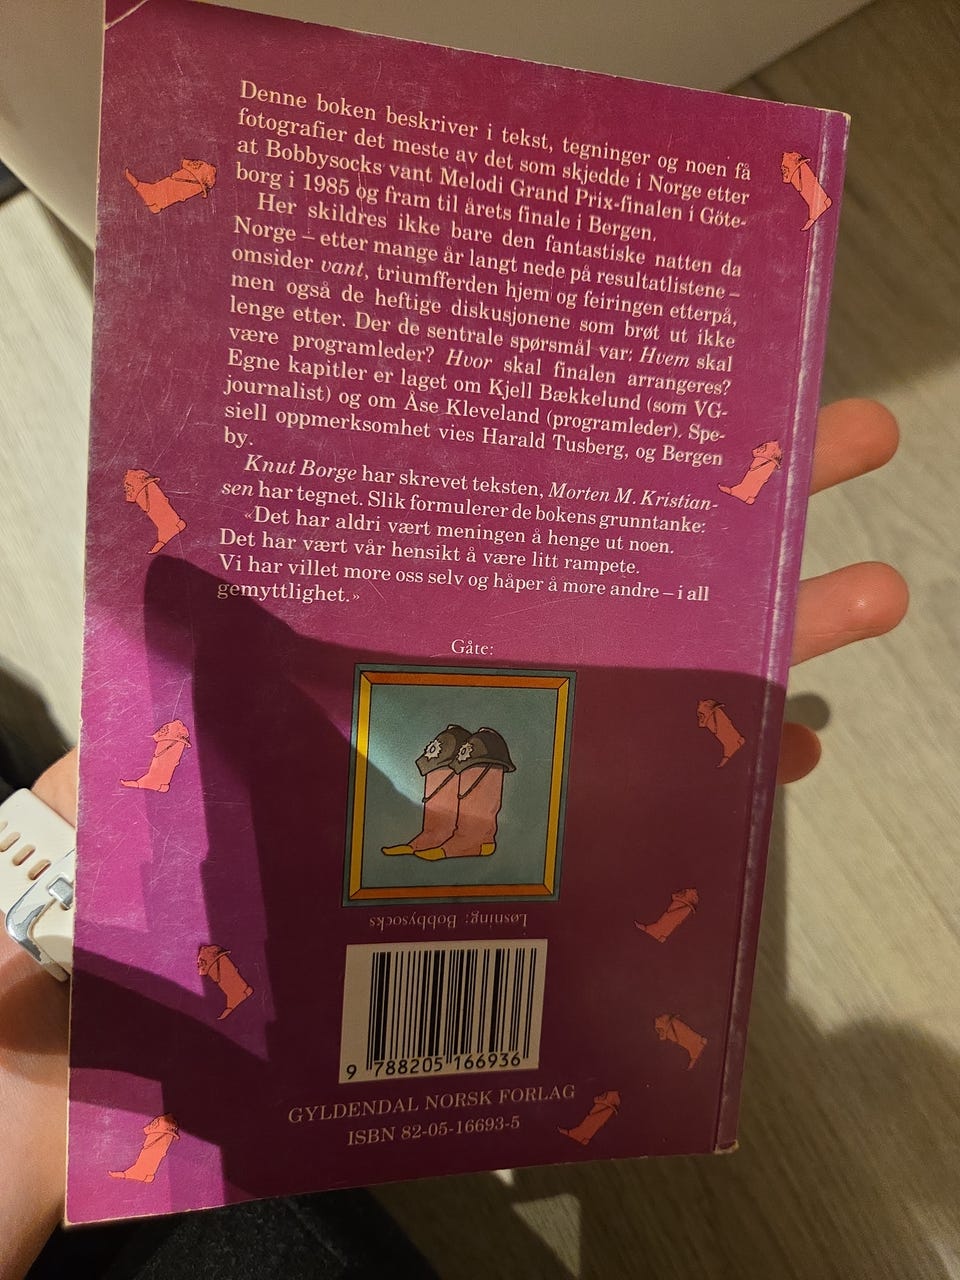 Denne boken beskriver i tekst, tegninger og noen få
fotografier det meste av det som skjedde i Norge etter
at Bobbysocks vant Melodi Grand Prix-finalen i Göte-
borg i 1985 og fram til årets finale i Bergen.
Her skildres ikke bare den fantastiske natten da
Norge – etter mange år langt nede på resultatlistene –
omsider vant, triumfferden hjem og feiringen etterpå,
men også de heftige diskusjonene som brøt ut ikke
lenge etter. Der de sentrale spørsmål var: Hvem skal
være programleder? Hvor skal finalen arrangeres?
Egne kapitler er laget om Kjell Bækkelund (som VG-
journalist) og om Åse Kleveland (programleder). Spe-
siell oppmerksomhet vies Harald Tusberg, og Bergen
by.
Knut Borge har skrevet teksten, Morten M. Kristian-
sen har tegnet. Slik formulerer de bokens grunntanke:
«Det har aldri vært meningen å henge ut noen.
Det har vært vår hensikt å være litt rampete.
Vi har villet more oss selv og håper å more andre – i all
gemyttlighet.»
Gåte:
Løsning: Bobbysocks
9 788205 166936
GYLDENDAL NORSK FORLAG
ISBN 82-05-16693-5